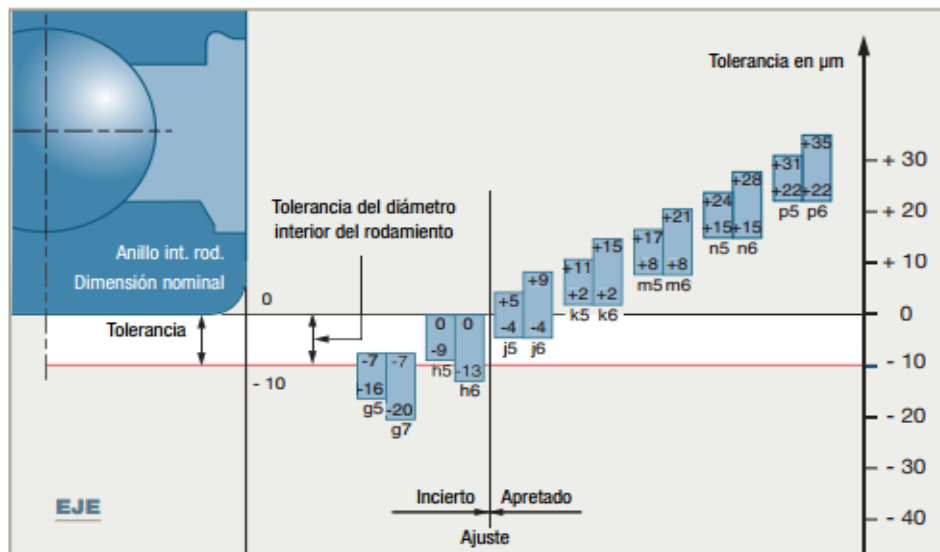 Tolerancia en µm
Tolerancia del diámetro
interior del rodamiento
Anillo int. rod.
Dimensión nominal
Tolerancia
0
- 10
-7
-16
g5
-7
-20
g7
0
-9
h5
0
-13
h6
+5
-4
j5
+9
-4
j6
+11
+2
k5
+15
+2
k6
+17
+8
m5
+21
+8
m6
+24
+15
n5
+28
+15
n6
+31
+22
p5
+35
+22
p6
+ 30
+ 20
+ 10
0
- 10
- 20
- 30
- 40
Incierto
Apretado
Ajuste
EJE